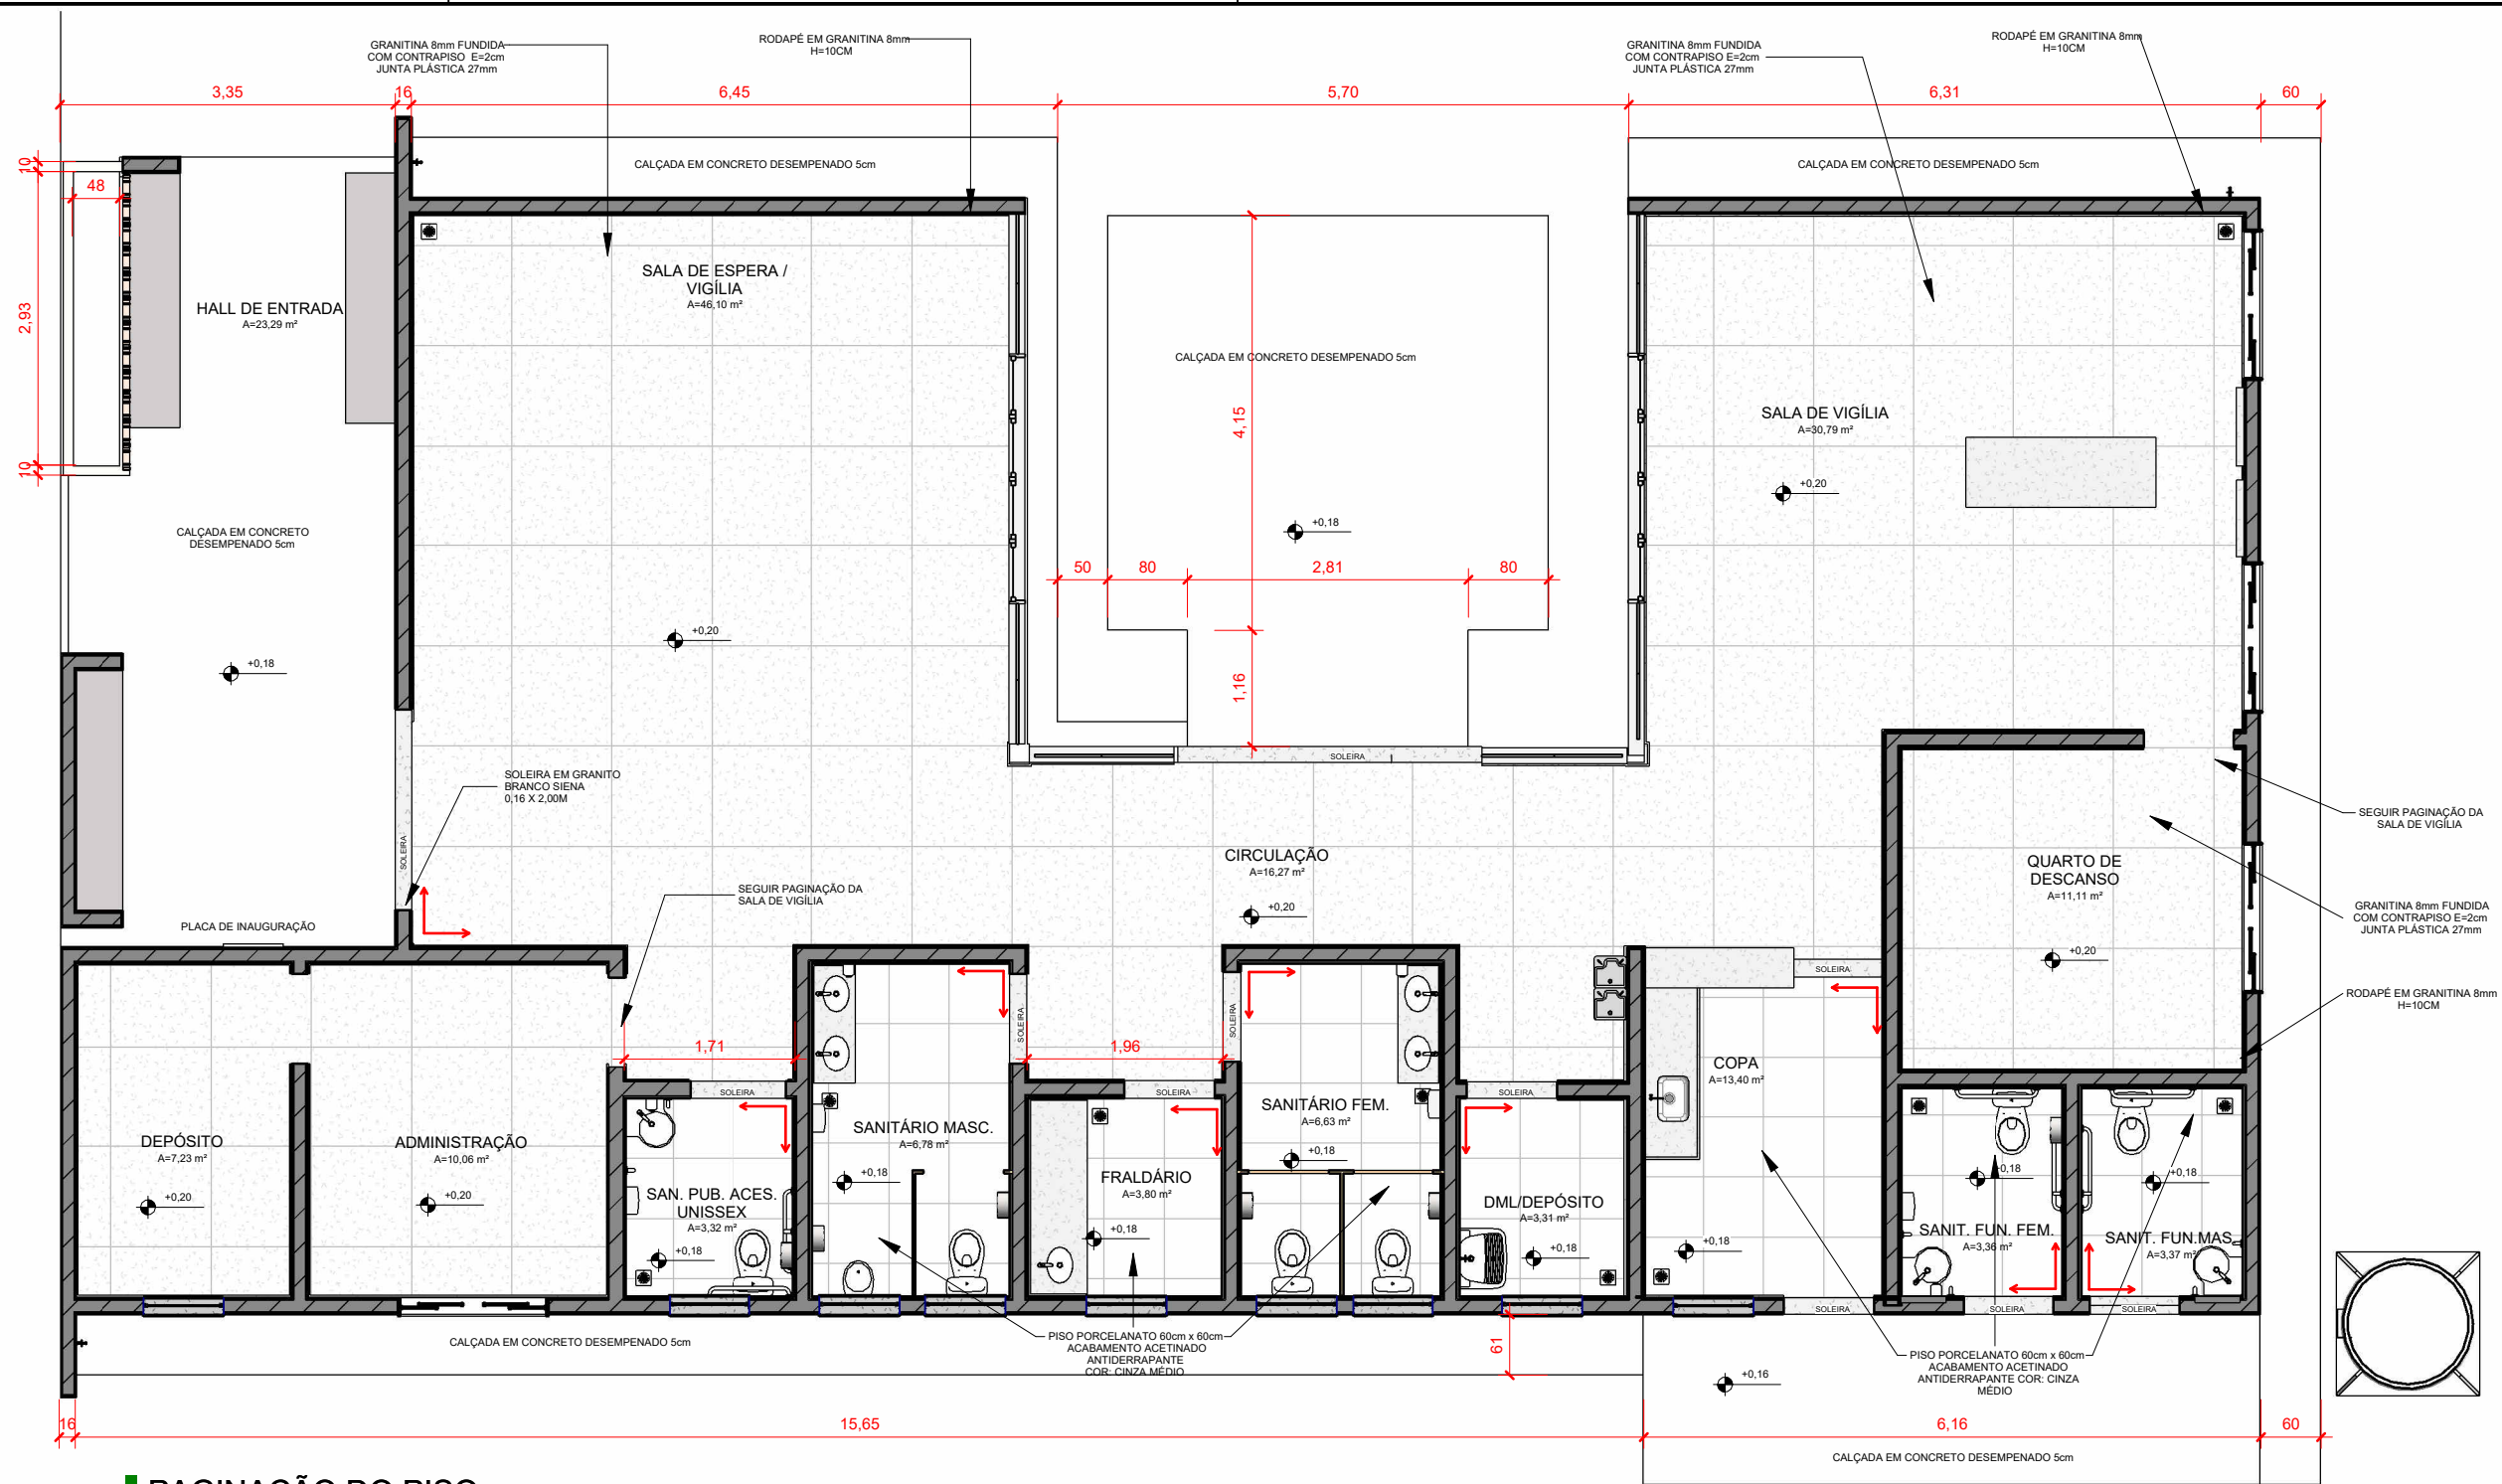 GRANITINA 8mm FUNDIDA
COM CONTRAPISO  E=2cm
JUNTA PLÁSTICA 27mm
RODAPÉ EM GRANITINA 8mm
H=10CM
GRANITINA 8mm FUNDIDA
COM CONTRAPISO E=2cm
JUNTA PLÁSTICA 27mm
RODAPÉ EM GRANITINA 8mm
H=10CM
3,35
16
6,45
5,70
6,31
60
CALÇADA EM CONCRETO DESEMPENADO 5cm
CALÇADA EM CONCRETO DESEMPENADO 5cm
10
48
2,93
10
HALL DE ENTRADA
A=23,29 m²
SALA DE ESPERA /
VIGÍLIA
A=46,10 m²
CALÇADA EM CONCRETO DESEMPENADO 5cm
4,15
SALA DE VIGÍLIA
A=30,79 m²
+0,20
+0,18
CALÇADA EM CONCRETO
DESEMPENADO 5cm
50
80
2,81
80
+0,20
+0,18
1,16
SOLEIRA
SOLEIRA EM GRANITO
BRANCO SIENA
0,16 X 2,00M
SOLEIRA
SEGUIR PAGINAÇÃO DA
SALA DE VIGÍLIA
CIRCULAÇÃO
A=16,27 m²
+0,20
QUARTO DE
DESCANSO
A=11,11 m²
+0,20
SEGUIR PAGINAÇÃO DA
SALA DE VIGÍLIA
GRANITINA 8mm FUNDIDA
COM CONTRAPISO E=2cm
JUNTA PLÁSTICA 27mm
RODAPÉ EM GRANITINA 8mm
H=10CM
PLACA DE INAUGURAÇÃO
SOLEIRA
SOLEIRA
SOLEIRA
1,71
1,96
SOLEIRA
SOLEIRA
SOLEIRA
COPA
A=13,40 m²
DEPÓSITO
A=7,23 m²
+0,20
ADMINISTRAÇÃO
A=10,06 m²
+0,20
SAN. PUB. ACES.
UNISSEX
A=3,32 m²
+0,18
SANITÁRIO MASC.
A=6,78 m²
+0,18
FRALDÁRIO
A=3,80 m²
+0,18
SANITÁRIO FEM.
A=6,63 m²
+0,18
DML/DEPÓSITO
A=3,31 m²
+0,18
+0,18
SANIT. FUN. FEM.
A=3,36 m²
+0,18
SANIT. FUN.MAS.
A=3,37 m²
+0,18
SOLEIRA
SOLEIRA
SOLEIRA
CALÇADA EM CONCRETO DESEMPENADO 5cm
PISO PORCELANATO 60cm x 60cm
ACABAMENTO ACETINADO
ANTIDERRAPANTE
COR: CINZA MÉDIO
61
PISO PORCELANATO 60cm x 60cm
ACABAMENTO ACETINADO
ANTIDERRAPANTE COR: CINZA
MÉDIO
+0,16
16
15,65
6,16
60
CALÇADA EM CONCRETO DESEMPENADO 5cm
PAGINAÇÃO DO PISO